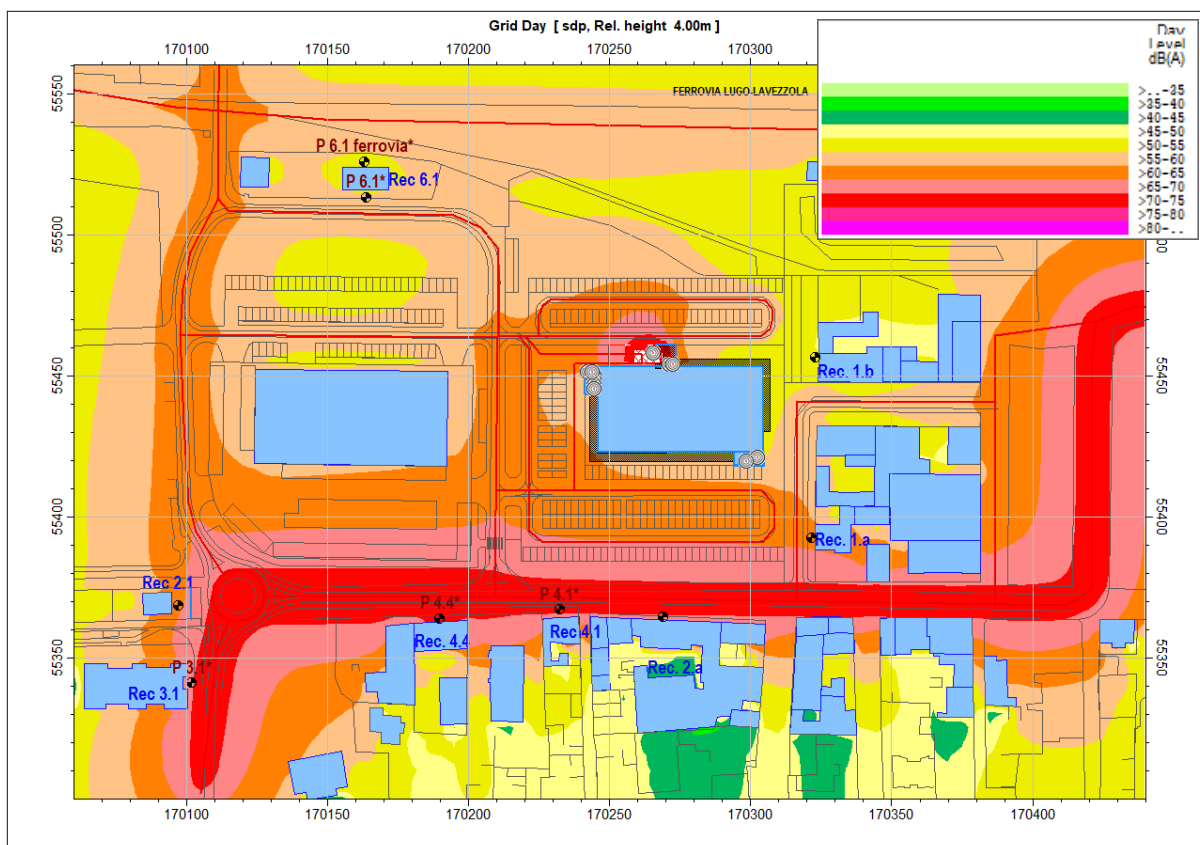 Grid Day [ sdp, Rel. height 4.00m ]
170100 170150 170200 170250 170300
Day
Level
dB(A)
>..-35
>35-40
>40-45
>45-50
>50-55
>55-60
>60-65
>65-70
>70-75
>75-80
>80-..
FERROVIA LUGO-LAVEZZOLA
55550
P 6.1 ferrovia*
P 6.1* Rec 6.1
55500
55450 55450
Rec. 1.b
55400 55400
Rec. 1.a
Rec 2.1
P 4.4* P 4.1*
Rec. 4.4 Rec 4.1
55350 55350
P 3.1*
Rec 3.1
Rec. 2.a
170100 170150 170200 170250 170300 170350 170400